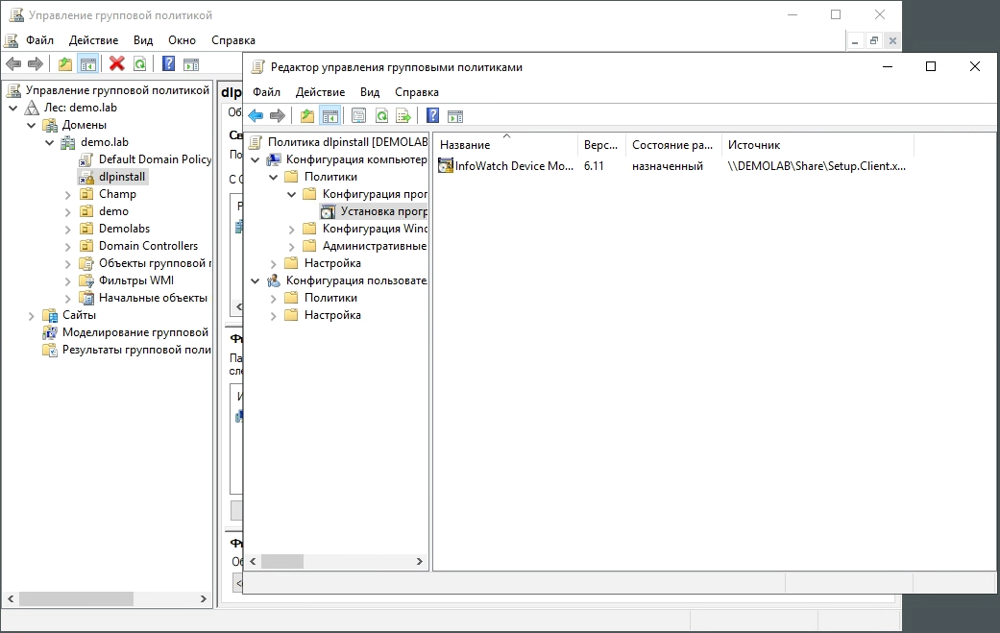 Управление групповой политикой
Файл Действие Вид Окно Справка
Управление групповой политикой
Лес: demo.lab
Домены
demo.lab
Default Domain Policy
dlpinstall
Champ
demo
Demolabs
Domain Controllers
Объекты групповой
Фильтры WMI
Начальные объекты
Сайты
Моделирование групповой
Результаты групповой поли
dlp
Об
Св
По
С
Фи
Па
сле
Об
Редактор управления групповыми политиками
Файл Действие Вид Справка
Политика dlpinstall [DEMOLAB
Конфигурация компьютер
Политики
Конфигурация прог
Установка прогр
Конфигурация Winc
Административные
Настройка
Конфигурация пользовате
Политики
Настройка
Название Верс... Состояние ра... Источник
InfoWatch Device Mo... 6.11 назначенный \\DEMOLAB\Share\Setup.Client.x...